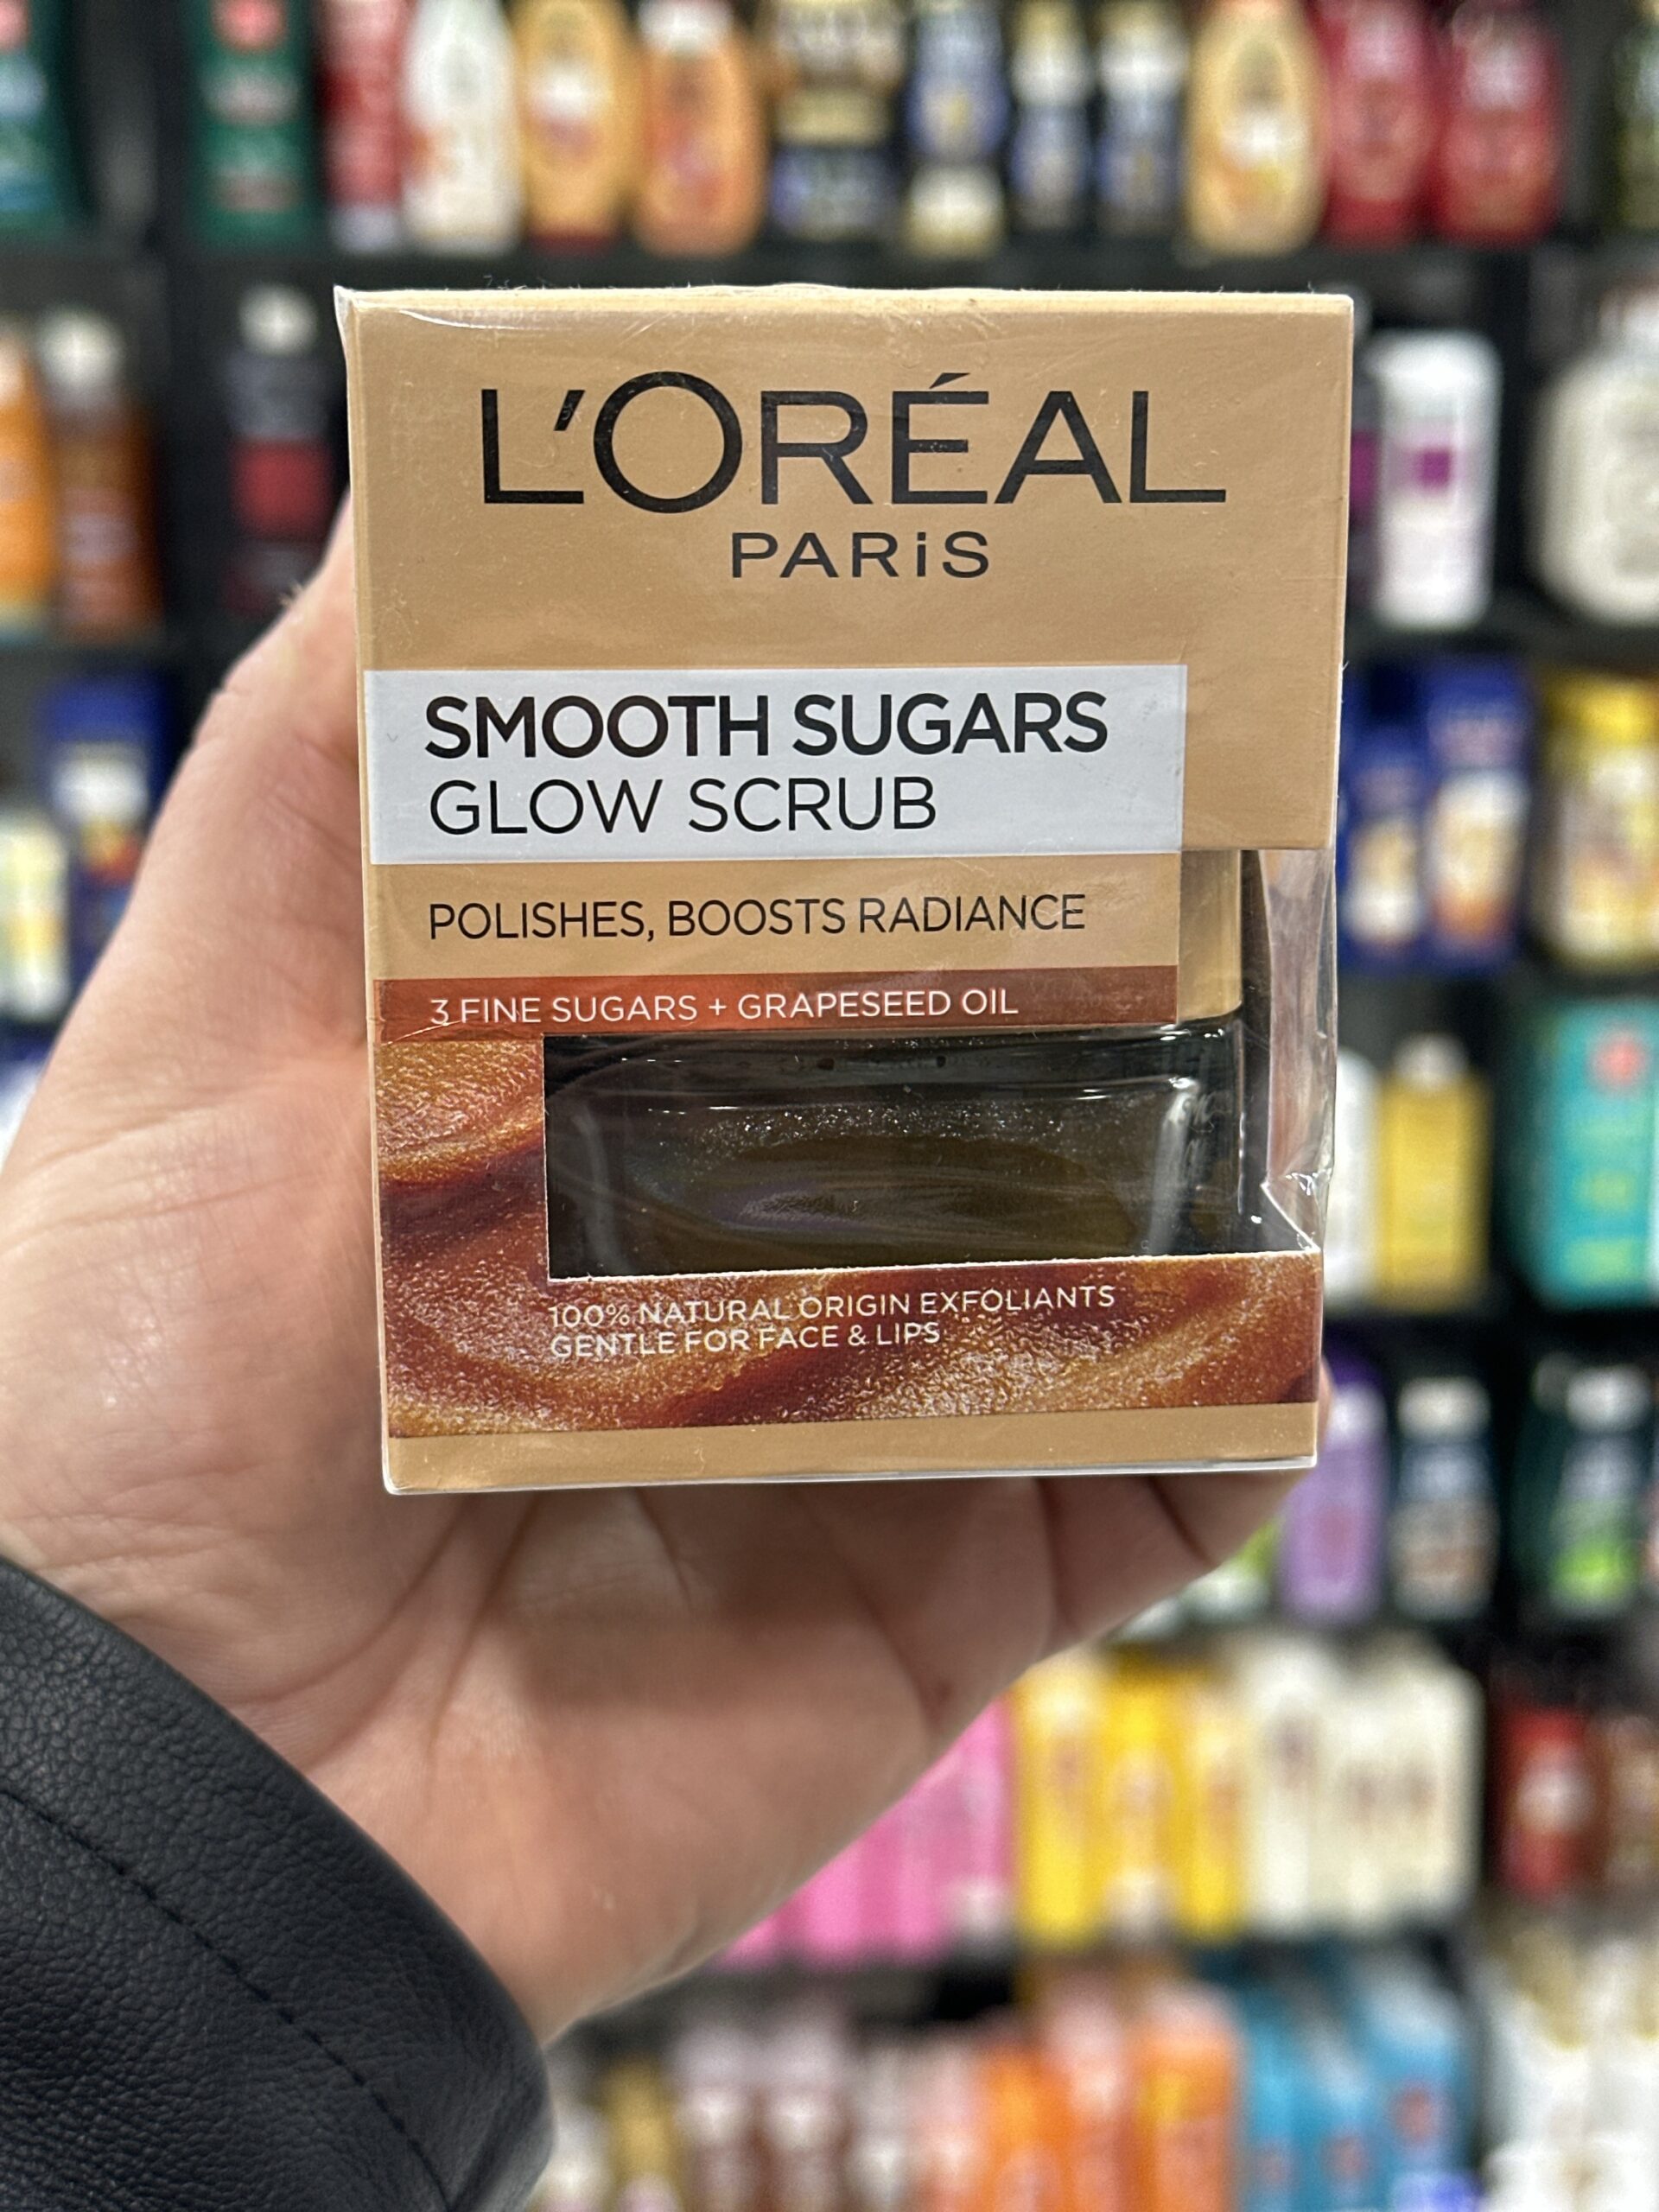 L'ORÉAL
PARiS
SMOOTH SUGARS
GLOW SCRUB
POLISHES, BOOSTS RADIANCE
3 FINE SUGARS + GRAPESEED OIL
100% NATURAL ORIGIN EXFOLIANTS
GENTLE FOR FACE & LIPS